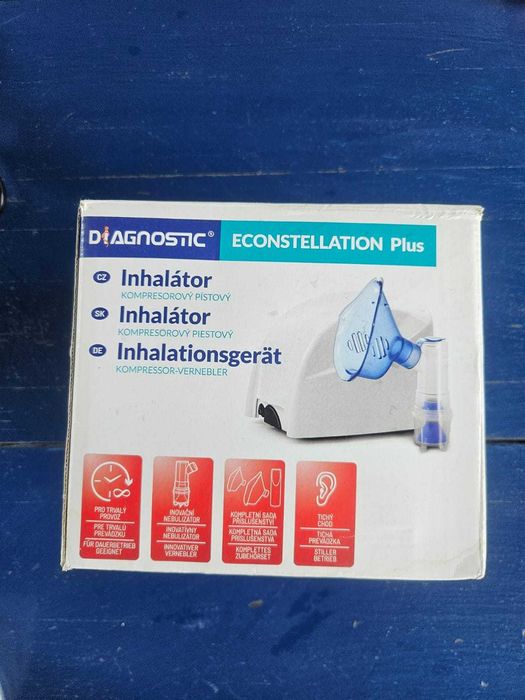 DIAGNOSTIC®
ECONSTELLATION Plus
CZ Inhalátor
KOMPRESOROVÝ PÍSTOVÝ
SK Inhalátor
KOMPRESOROVÝ PIESTOVÝ
DE Inhalationsgerät
KOMPRESSOR-VERNEBLER
PRO TRVALÝ
PROVOZ
PRE TRVALÚ
PREVÁDZKU
FÜR DAUERBETRIEB
GEEIGNET
INOVAČNÍ
NEBULIZÁTOR
INOVATÍVNY
NEBULIZÁTOR
INNOVATIVER
VERNEBLER
KOMPLETNÍ SADA
PŘÍSLUŠENSTVÍ
KOMPLETNÁ SADA
PRÍSLUŠENSTVA
KOMPLETTES
ZUBEHÖRSET
TICHÝ
CHOD
TICHÁ
PREVÁDZKA
STILLER
BETRIEB